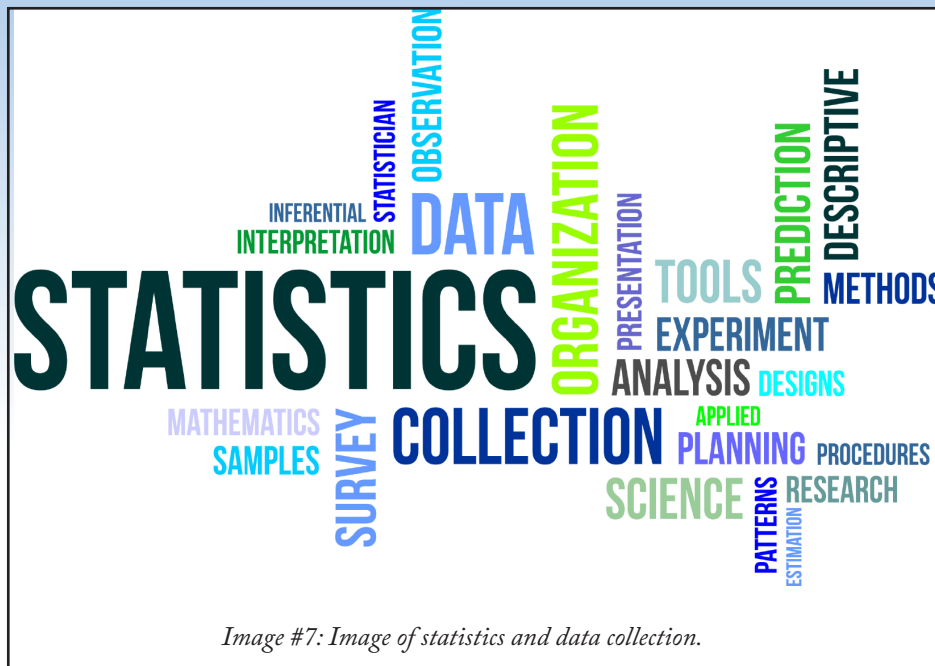 OBSERVATION
STATISTICIAN
DESCRIPTIVE
ORGANIZATION
PREDICTION
INFERENTIAL
DATA
PRESENTATION
INTERPRETATION
TOOLS
METHODS
STATISTICS
EXPERIMENT
ANALYSIS
DESIGNS
MATHEMATICS
SURVEY
COLLECTION
APPLIED
PLANNING
PROCEDURES
SAMPLES
SCIENCE
PATTERNS
RESEARCH
ESTIMATION
Image #7: Image of statistics and data collection.